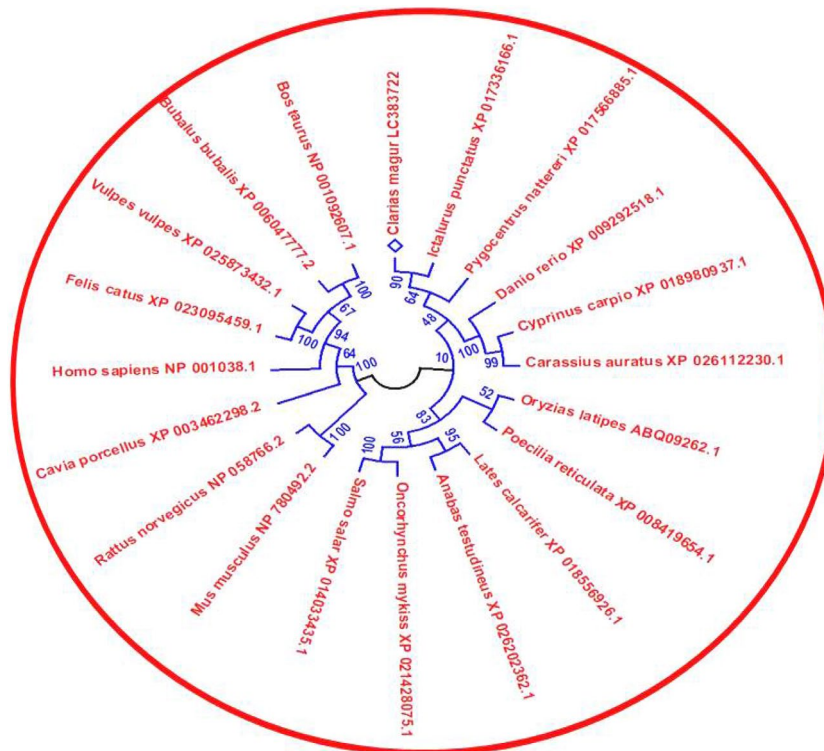 Clarias magur LC383722
Ictalurus punctatus XP 017336166.1
Pygocentrus nattereri XP 017566885.1
Danio rerio XP 009292518.1
Cyprinus carpio XP 018980937.1
Carassius auratus XP 026112230.1
Oryzias latipes ABQ09262.1
Poecilia reticulata XP 008419654.1
Lates calcarifer XP 018556926.1
Anabas testudineus XP 026202362.1
Oncorhynchus mykiss XP 021428075.1
Salmo salar XP 014033435.1
Mus musculus NP 780492.2
Rattus norvegicus NP 058766.2
Cavia porcellus XP 003462298.2
Homo sapiens NP 001038.1
Felis catus XP 023095459.1
Vulpes vulpes XP 025873432.1
Bubalus bubalis XP 006047777.2
Bos taurus NP 001092607.1
90
64
48
100
99
10
52
83
95
56
100
100
100
64
94
100
67
100